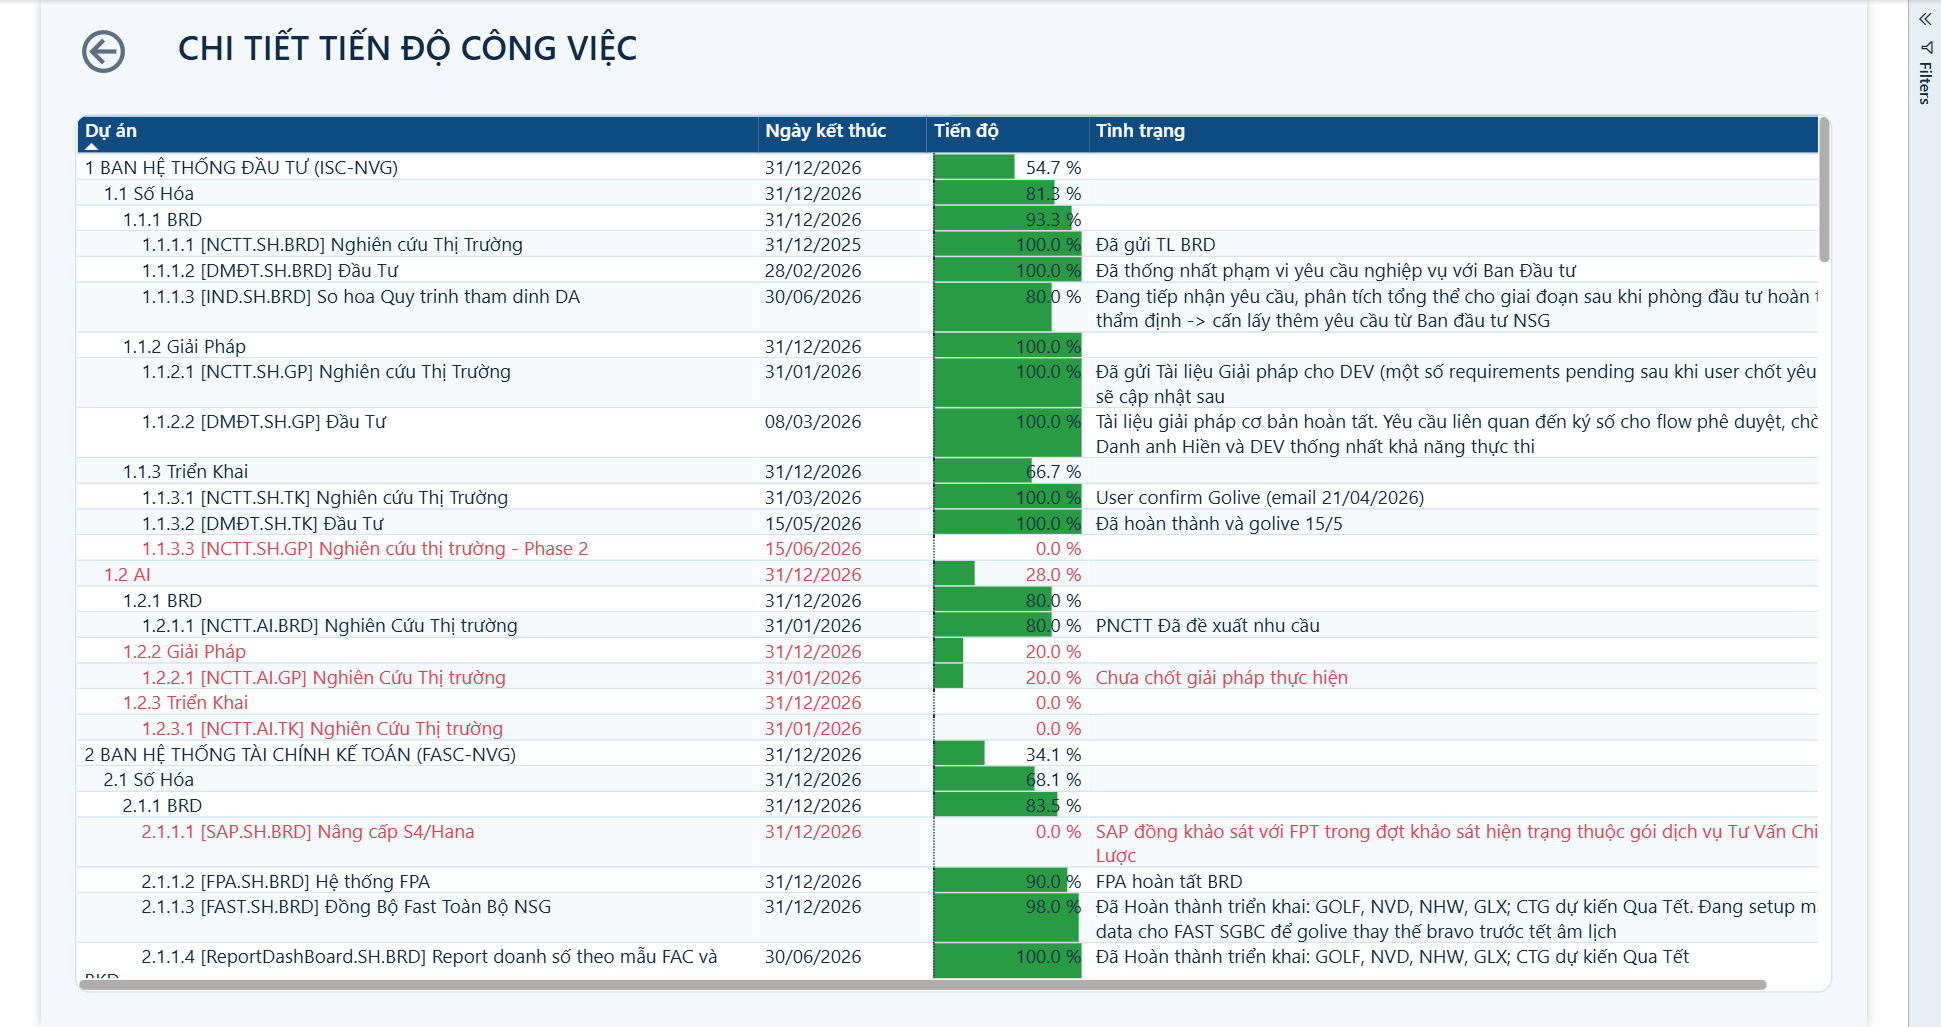 CHI TIẾT TIẾN ĐỘ CÔNG VIỆC
Filters
Dự án Ngày kết thúc Tiến độ Tình trạng
1 BAN HỆ THỐNG ĐẦU TƯ (ISC-NVG) 31/12/2026 54.7 %
1.1 Số Hóa 31/12/2026 81.3 %
1.1.1 BRD 31/12/2026 93.3 %
1.1.1.1 [NCTT.SH.BRD] Nghiên cứu Thị Trường 31/12/2025 100.0 % Đã gửi TL BRD
1.1.1.2 [DMĐT.SH.BRD] Đầu Tư 28/02/2026 100.0 % Đã thống nhất phạm vi yêu cầu nghiệp vụ với Ban Đầu tư
1.1.1.3 [IND.SH.BRD] So hoa Quy trinh tham dinh DA 30/06/2026 80.0 % Đang tiếp nhận yêu cầu, phân tích tổng thể cho giai đoạn sau khi phòng đầu tư hoàn
thẩm định -> cấn lấy thêm yêu cầu từ Ban đầu tư NSG
1.1.2 Giải Pháp 31/12/2026 100.0 %
1.1.2.1 [NCTT.SH.GP] Nghiên cứu Thị Trường 31/01/2026 100.0 % Đã gửi Tài liệu Giải pháp cho DEV (một số requirements pending sau khi user chốt yêu
sẽ cập nhật sau
1.1.2.2 [DMĐT.SH.GP] Đầu Tư 08/03/2026 100.0 % Tài liệu giải pháp cơ bản hoàn tất. Yêu cầu liên quan đến ký số cho flow phê duyệt, chờ
Danh anh Hiền và DEV thống nhất khả năng thực thi
1.1.3 Triển Khai 31/12/2026 66.7 %
1.1.3.1 [NCTT.SH.TK] Nghiên cứu Thị Trường 31/03/2026 100.0 % User confirm Golive (email 21/04/2026)
1.1.3.2 [DMĐT.SH.TK] Đầu Tư 15/05/2026 100.0 % Đã hoàn thành và golive 15/5
1.1.3.3 [NCTT.SH.GP] Nghiên cứu thị trường - Phase 2 15/06/2026 0.0 %
1.2 AI 31/12/2026 28.0 %
1.2.1 BRD 31/12/2026 80.0 %
1.2.1.1 [NCTT.AI.BRD] Nghiên Cứu Thị trường 31/01/2026 80.0 % PNCTT Đã đề xuất nhu cầu
1.2.2 Giải Pháp 31/12/2026 20.0 %
1.2.2.1 [NCTT.AI.GP] Nghiên Cứu Thị trường 31/01/2026 20.0 % Chưa chốt giải pháp thực hiện
1.2.3 Triển Khai 31/12/2026 0.0 %
1.2.3.1 [NCTT.AI.TK] Nghiên Cứu Thị trường 31/01/2026 0.0 %
2 BAN HỆ THỐNG TÀI CHÍNH KẾ TOÁN (FASC-NVG) 31/12/2026 34.1 %
2.1 Số Hóa 31/12/2026 68.1 %
2.1.1 BRD 31/12/2026 83.5 %
2.1.1.1 [SAP.SH.BRD] Nâng cấp S4/Hana 31/12/2026 0.0 % SAP đồng khảo sát với FPT trong đợt khảo sát hiện trạng thuộc gói dịch vụ Tư Vấn Chi
Lược
2.1.1.2 [FPA.SH.BRD] Hệ thống FPA 31/12/2026 90.0 % FPA hoàn tất BRD
2.1.1.3 [FAST.SH.BRD] Đồng Bộ Fast Toàn Bộ NSG 31/12/2026 98.0 % Đã Hoàn thành triển khai: GOLF, NVD, NHW, GLX; CTG dự kiến Qua Tết. Đang setup
data cho FAST SGBC để golive thay thế bravo trước tết âm lịch
2.1.1.4 [ReportDashBoard.SH.BRD] Report doanh số theo mẫu FAC và 30/06/2026 100.0 % Đã Hoàn thành triển khai: GOLF, NVD, NHW, GLX; CTG dự kiến Qua Tết